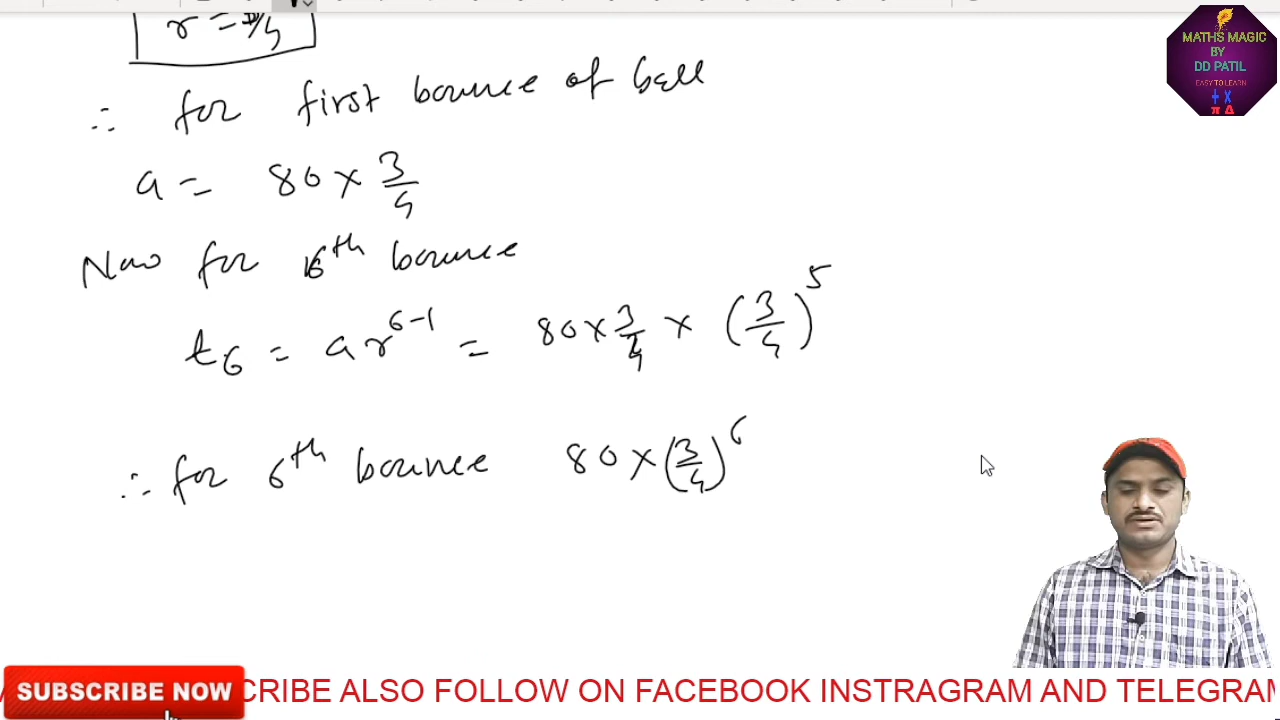 r = 3/4
MATHS MAGIC
BY
DD PATIL
EASY TO LEARN
+ X
π Δ
∴ for first bounce of ball
a = 80 × 3/4
Now for 6th bounce
t6 = a r^6-1 = 80 × 3/4 × (3/4)^5
∴ for 6th bounce 80 × (3/4)^6
SUBSCRIBE NOW
CRIBE ALSO FOLLOW ON FACEBOOK INSTRAGRAM AND TELEGRAM